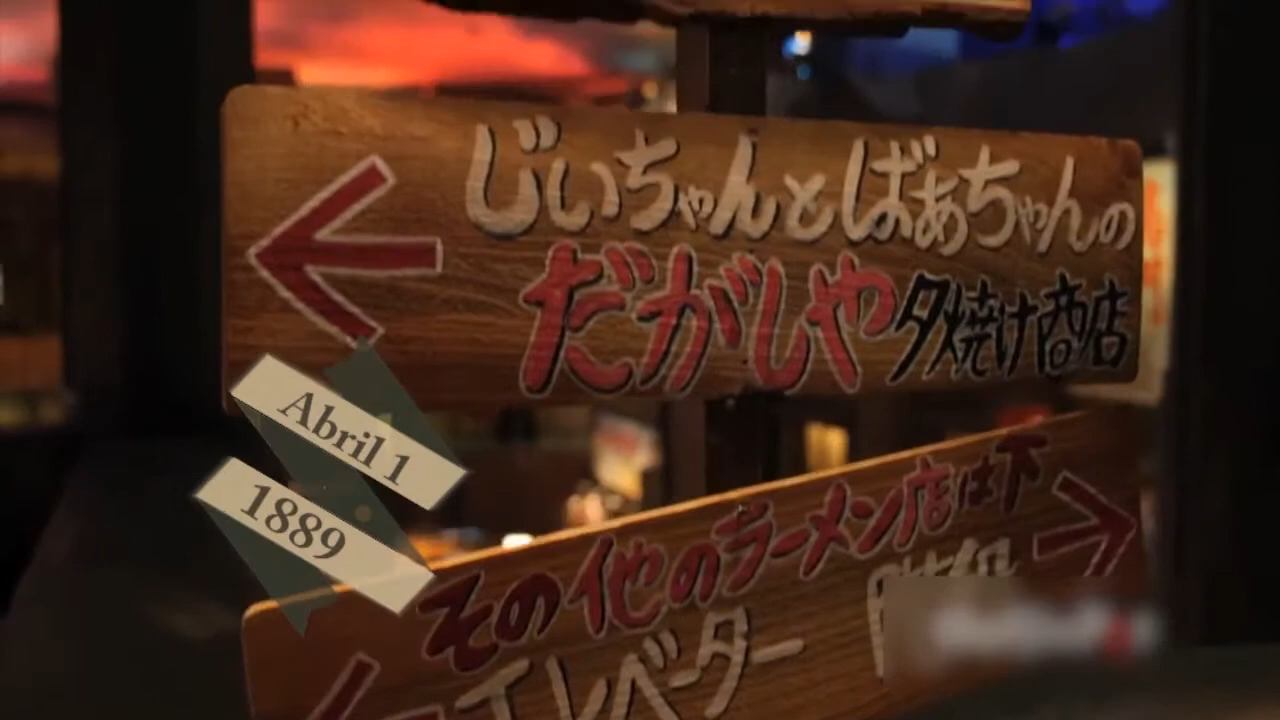 じいちゃんとばあちゃんの
だがしや夕焼け商店
Abril 1
1889
その他のラーメン店は下
エレベーター